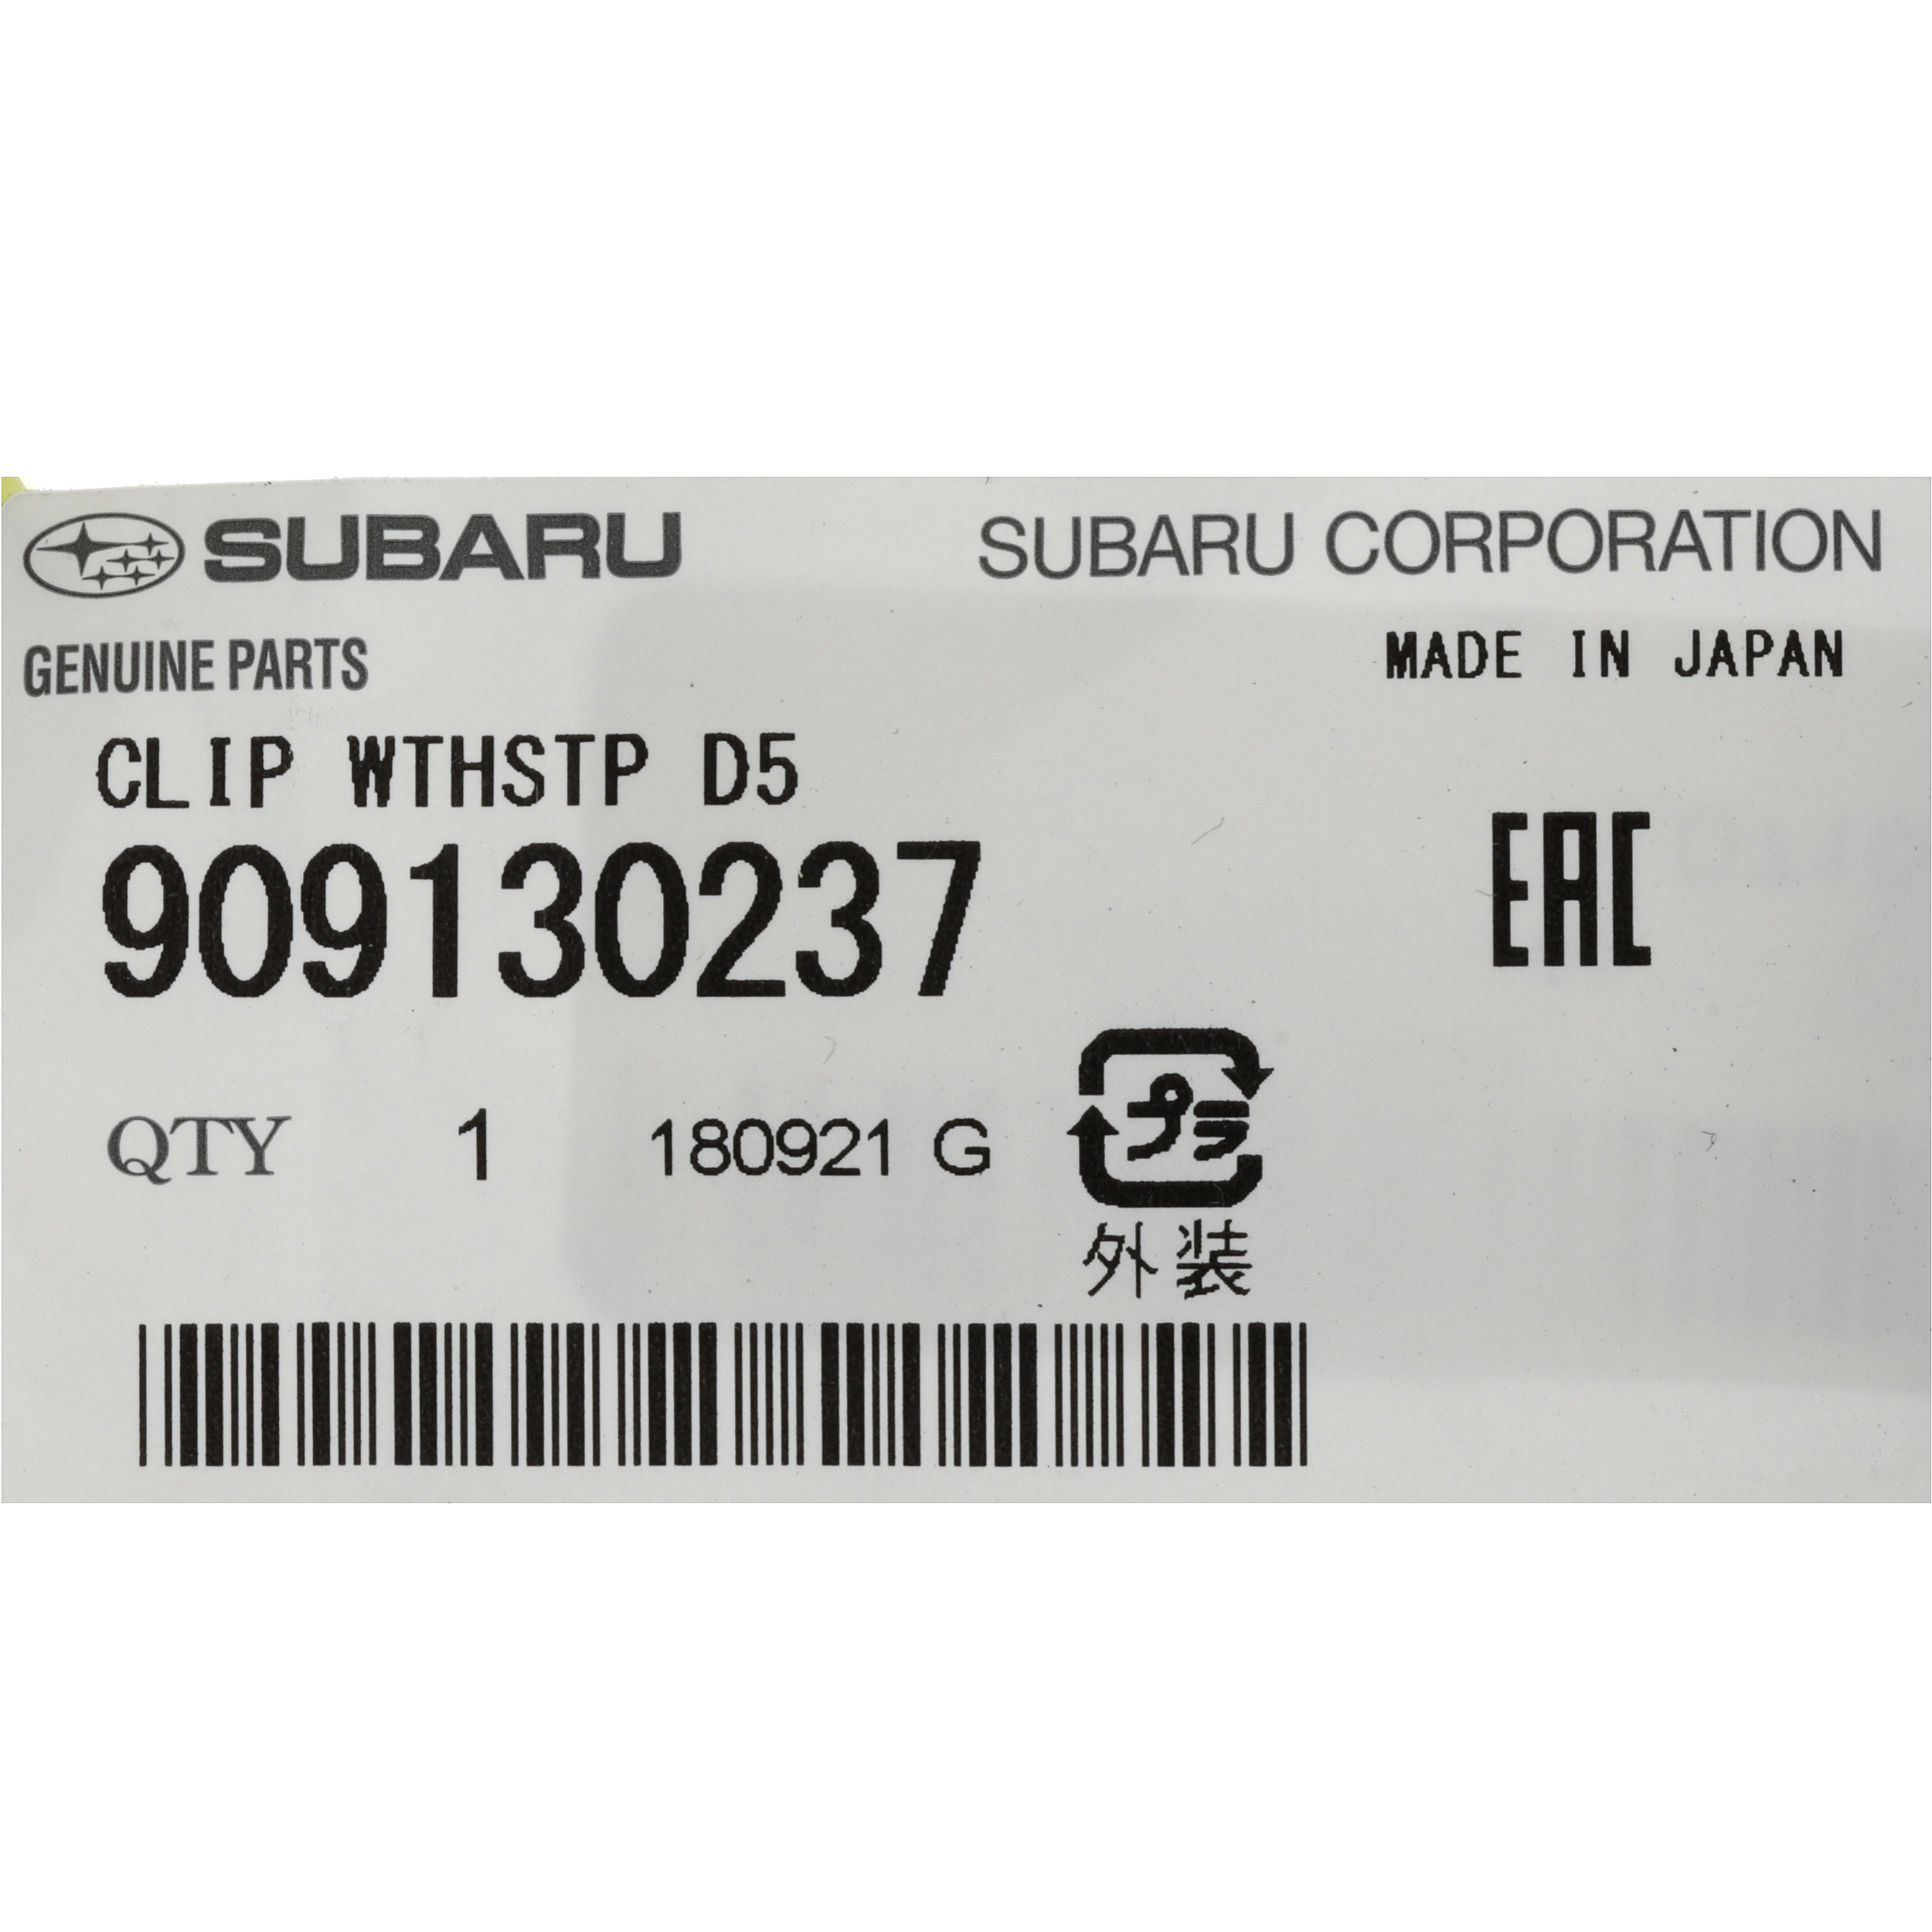 SUBARU SUBARU CORPORATION
GENUINE PARTS MADE IN JAPAN
CLIP WTHSTP D5
909130237
EAC
QTY 1 180921 G
プラ
外装